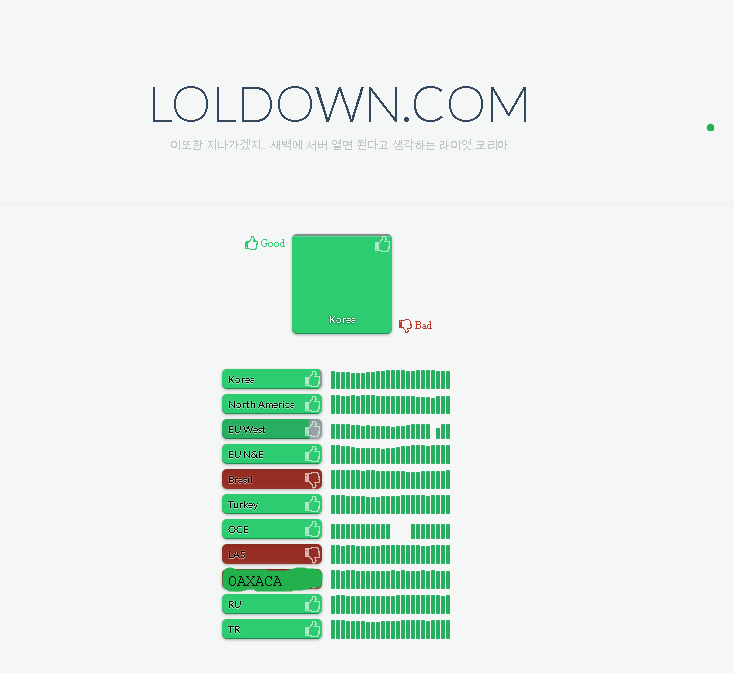 LOLDOWN.COM
이또한 지나가겠지.. 새벽에 서버 열면 된다고 생각하는 라이엇 코리아
Good
Korea
Bad
Korea
North America
EU West
EU N&E
Brasil
Turkey
OCE
LAS
OAXACA
RU
TR